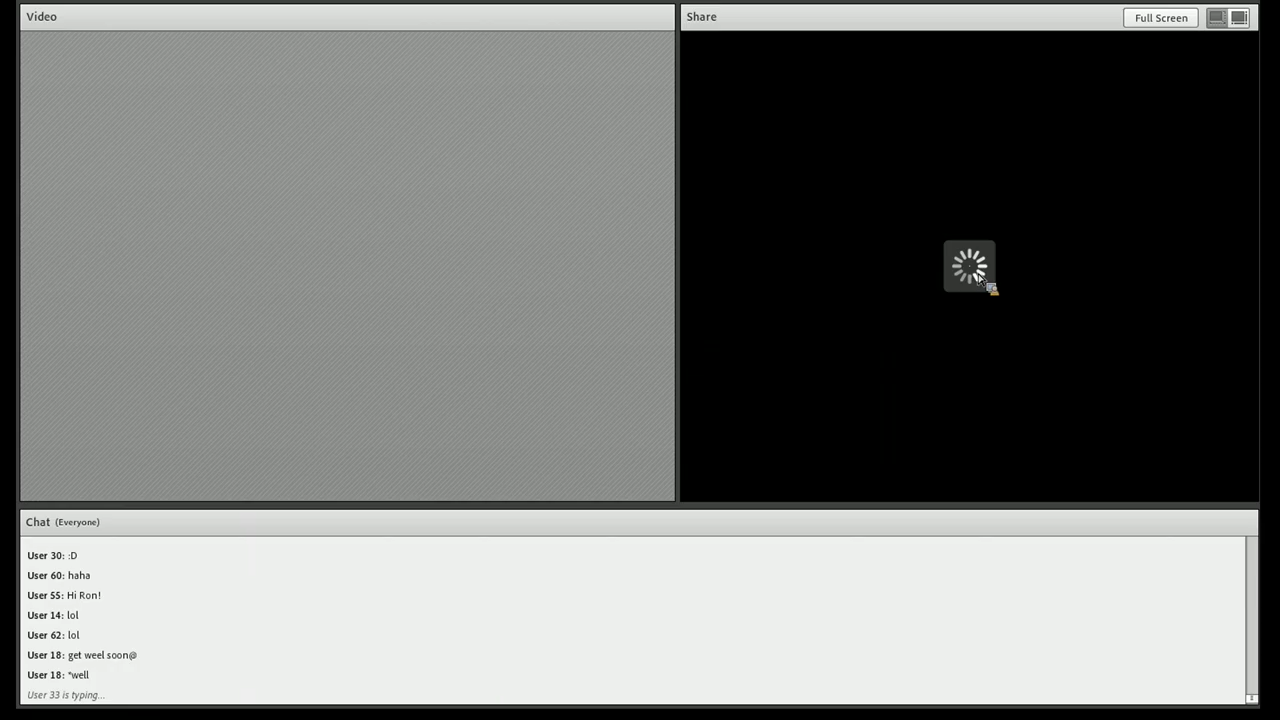 Video
Share
Full Screen
Chat (Everyone)
User 30: :D
User 60: haha
User 55: Hi Ron!
User 14: lol
User 62: lol
User 18: get weel soon@
User 18: *well
User 33 is typing...